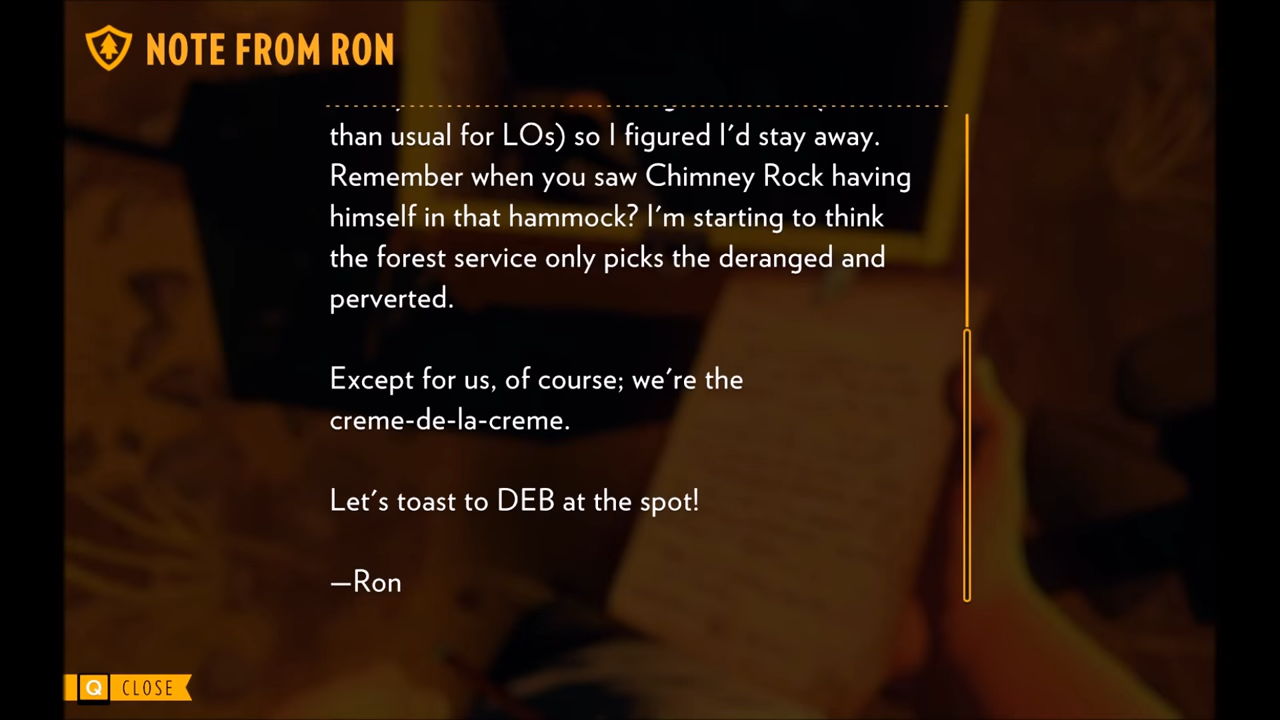 NOTE FROM RON
than usual for LOs) so I figured I'd stay away.
Remember when you saw Chimney Rock having
himself in that hammock? I'm starting to think
the forest service only picks the deranged and
perverted.
Except for us, of course; we're the
creme-de-la-creme.
Let's toast to DEB at the spot!
—Ron
Q CLOSE